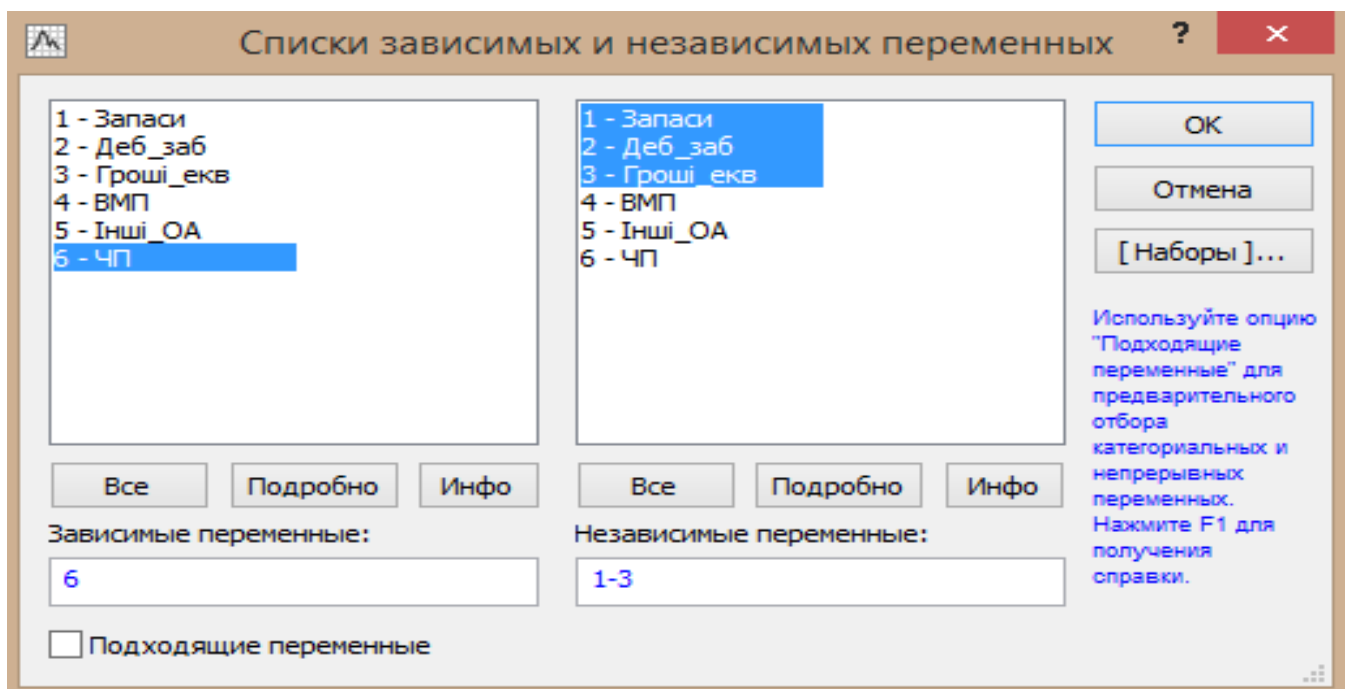 Списки зависимых и независимых переменных ?
1 - Запаси
2 - Деб_заб
3 - Гроші_екв
4 - ВМП
5 - Інші_ОА
6 - ЧП
1 - Запаси
2 - Деб_заб
3 - Гроші_екв
4 - ВМП
5 - Інші_ОА
6 - ЧП
OK
Отмена
[ Наборы ]...
Используйте опцию
"Подходящие
переменные" для
предварительного
отбора
категориальных и
непрерывных
переменных.
Нажмите F1 для
получения
справки.
Все Подробно Инфо
Все Подробно Инфо
Зависимые переменные:
6
Независимые переменные:
1-3
Подходящие переменные